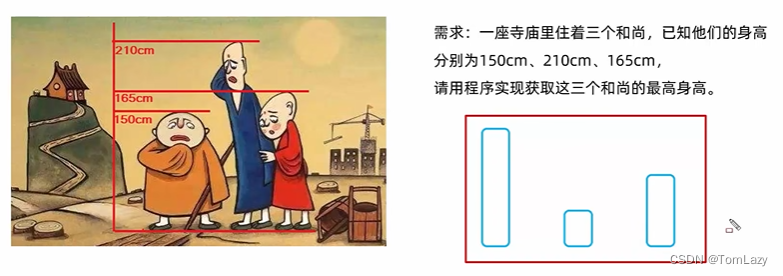 210cm
165cm
150cm
需求：一座寺庙里住着三个和尚，已知他们的身高
分别为150cm、210cm、165cm，
请用程序实现获取这三个和尚的最高身高。
CSDN @TornLazy